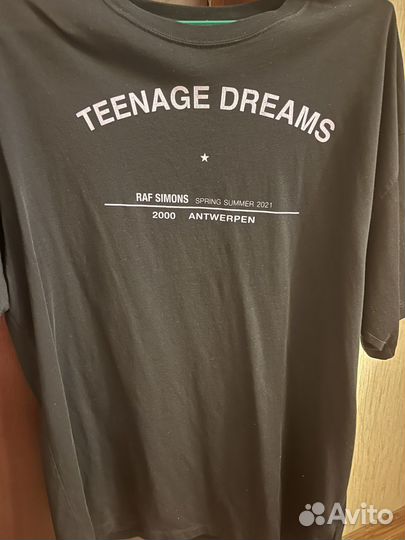 TEENAGE DREAMS
RAF SIMONS SPRING SUMMER 2021
2000 ANTWERPEN
Avito